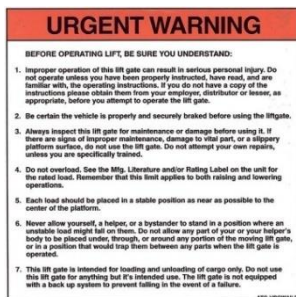 URGENT WARNING
BEFORE OPERATING LIFT, BE SURE YOU UNDERSTAND:
1. Improper operation of this lift gate can result in serious personal injury. Do
not operate unless you have been properly instructed, have read, and are
familiar with, the operating instructions. If you do not have a copy of the
instructions please obtain them from your employer, distributor or lesser, as
appropriate, before you attempt to operate the lift gate.
2. Be certain the vehicle is properly and securely braked before using the liftgate.
3. Always inspect this lift gate for maintenance or damage before using it. If
there are signs of improper maintenance, damage to vital part, or a slippery
platform surface, do not use the lift gate. Do not attempt your own repairs,
unless you are specifically trained.
4. Do not overload. See the Mfg. Literature and/or Rating Label on the unit for
the rated load. Remember that this limit applies to both raising and lowering
operations.
5. Each load should be placed in a stable position as near as possible to the
center of the platform.
6. Never allow yourself, a helper, or a bystander to stand in a position where an
unstable load might fall on them. Do not allow any part of your or your helper's
body to be placed under, through, or around any portion of the moving lift gate,
or in a position that would trap them between any parts when the lift gate is
operated.
7. This lift gate is intended for loading and unloading of cargo only. Do not use
this lift gate for anything but it's intended use. The lift gate is not equipped
with a back up system to prevent falling in the event of a failure.